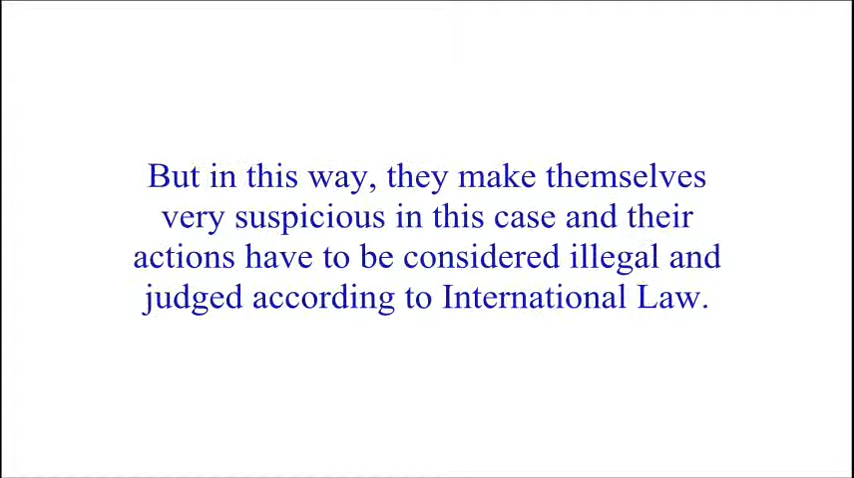 But in this way, they make themselves
very suspicious in this case and their
actions have to be considered illegal and
judged according to International Law.